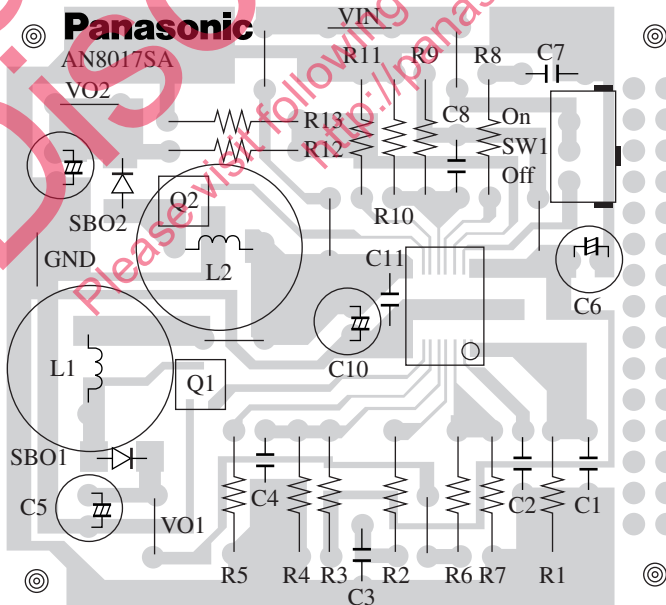 Panasonic
VIN
AN8017SA
R11
R9
R8
C7
VO2
On
C8
R13
SW1
R12
Off
Q2
R10
SBO2
GND
L2
C11
C6
L1
Q1
C10
SBO1
C5
VO1
C4
C2
C1
R5
R4
R3
R2
R6
R7
R1
C3
Disco
Please visit following
http://panas